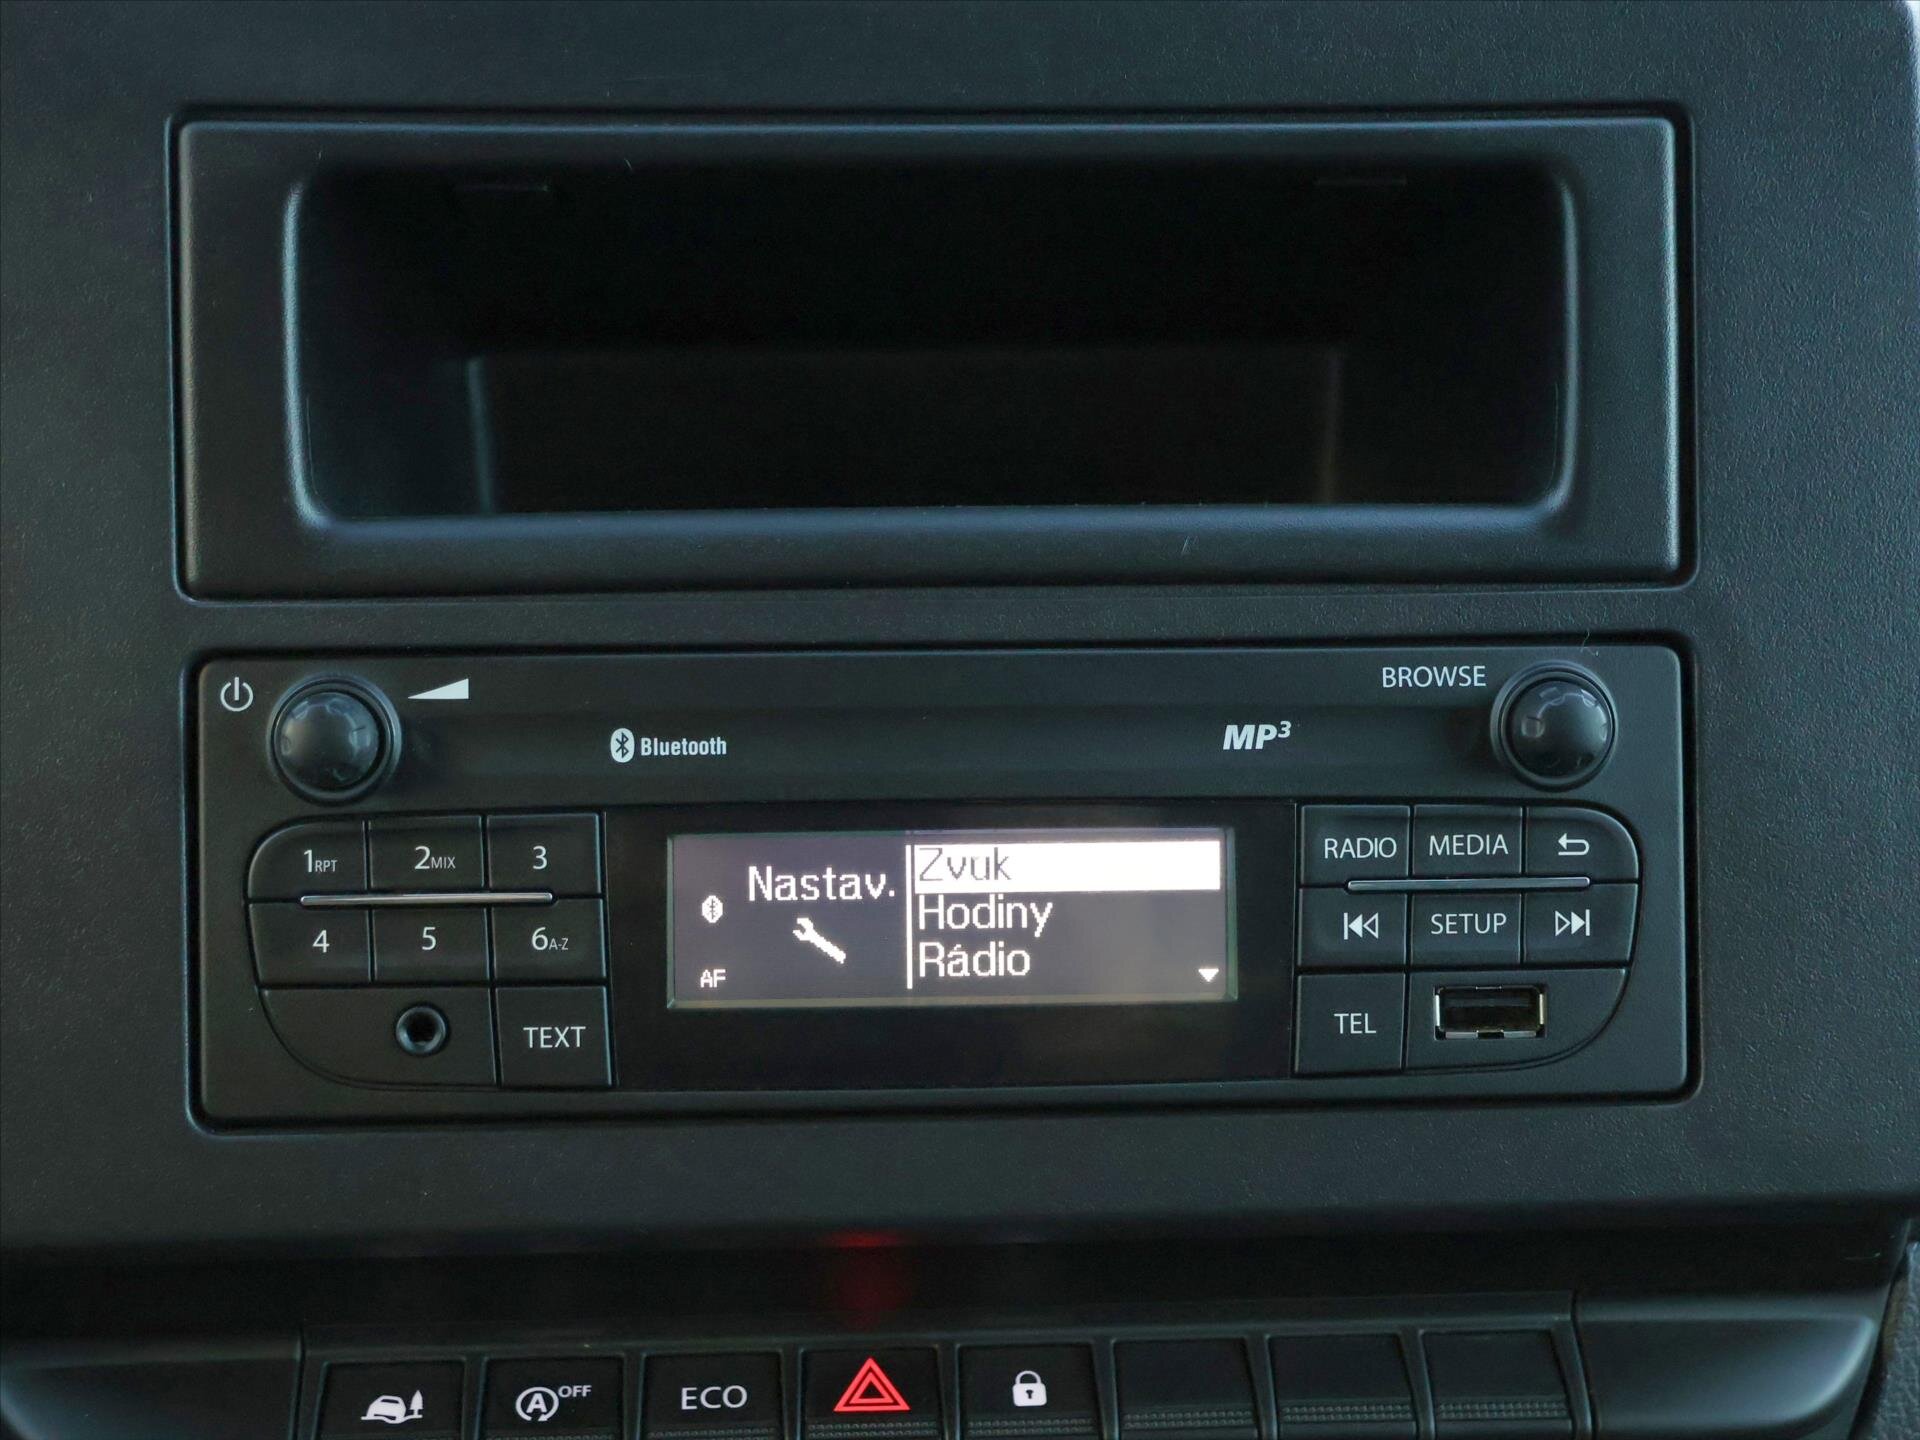 BROWSE
Bluetooth
MP3
1RPT
2MIX
3
4
5
6A-Z
TEXT
Nastav.
AF
Zvuk
Hodiny
Rádio
RADIO
MEDIA
SETUP
TEL
A OFF
ECO